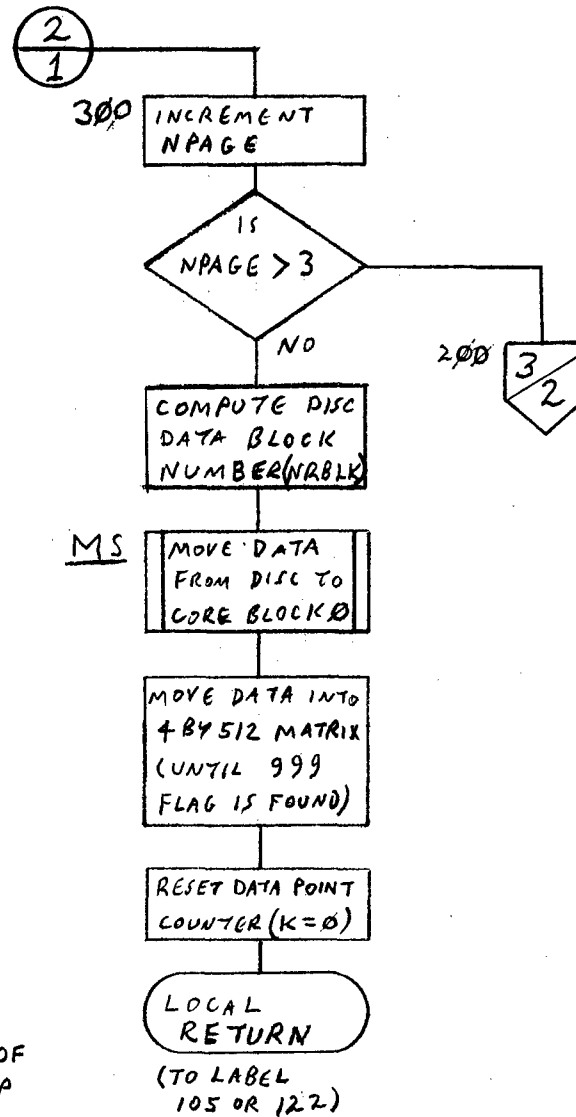 2
1
3ØØ
INCREMENT
NPAGE
IS
NPAGE > 3
NO
2ØØ
3
2
COMPUTE DISC
DATA BLOCK
NUMBER(NRBLK)
MS
MOVE DATA
FROM DISC TO
CORE BLOCK Ø
MOVE DATA INTO
4 BY 512 MATRIX
(UNTIL 999
FLAG IS FOUND)
RESET DATA POINT
COUNTER (K=Ø)
LOCAL
RETURN
(TO LABEL
105 OR 122)
OF
P